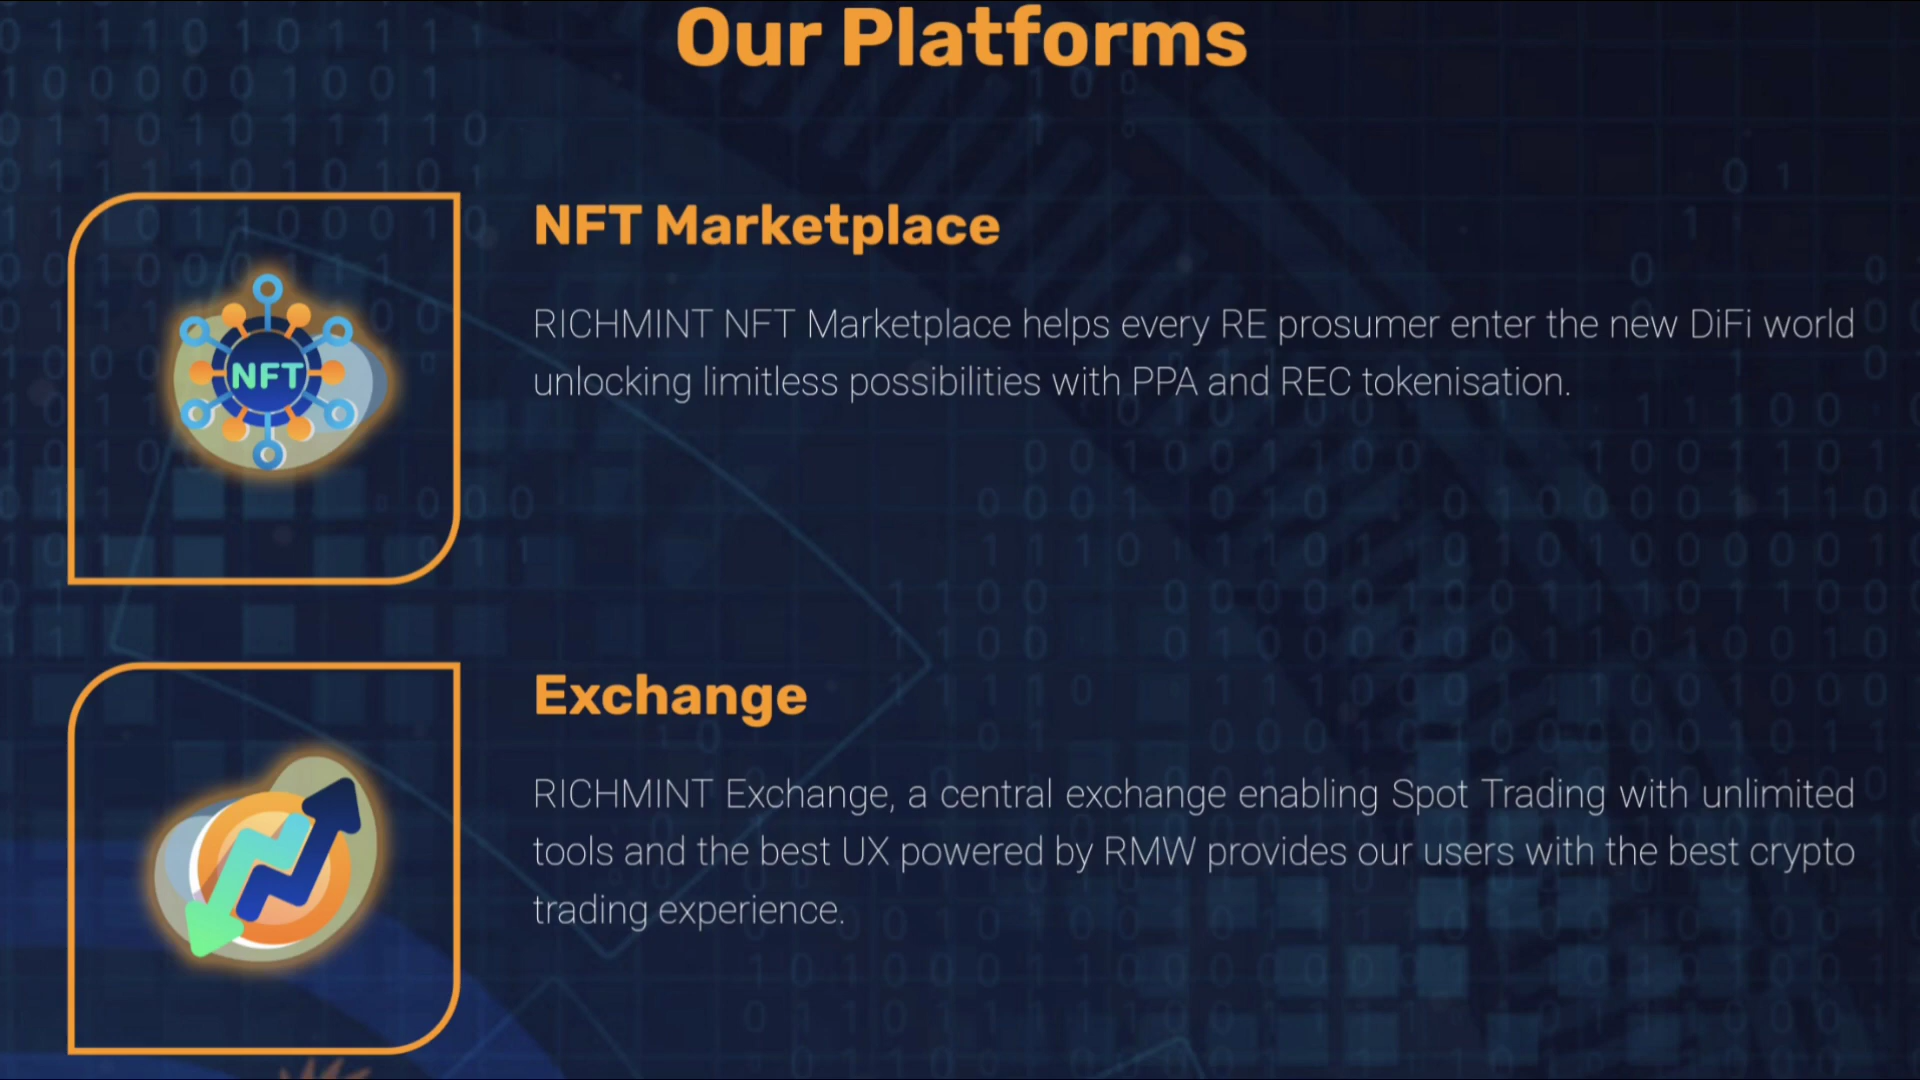 Our Platforms
NFT
NFT Marketplace
RICHMINT NFT Marketplace helps every RE prosumer enter the new DiFi world
unlocking limitless possibilities with PPA and REC tokenisation.
Exchange
RICHMINT Exchange, a central exchange enabling Spot Trading with unlimited
tools and the best UX powered by RMW provides our users with the best crypto
trading experience.